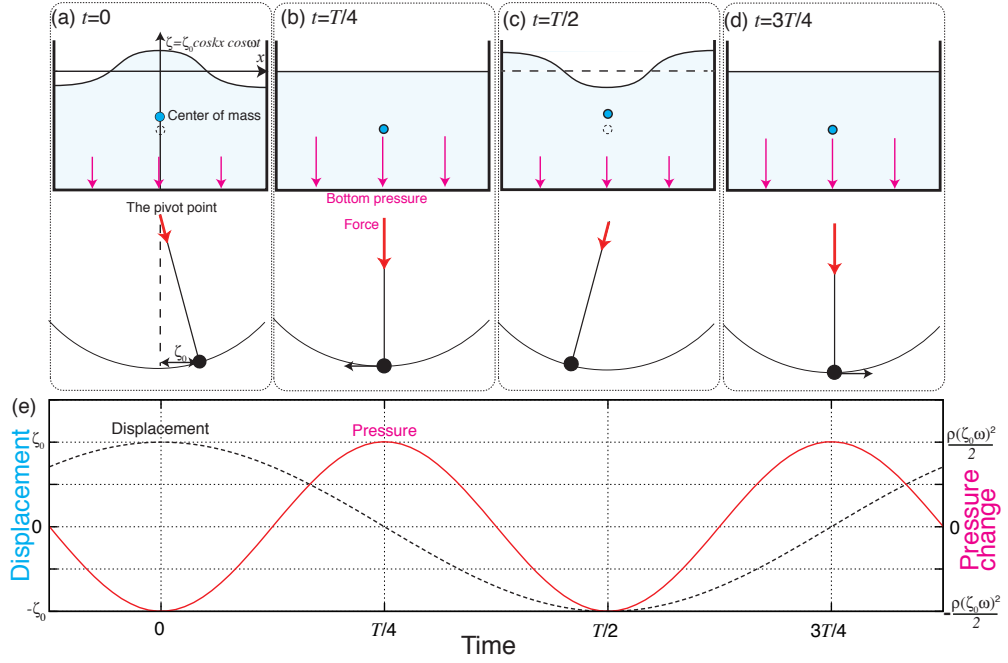 (a) t=0
(b) t=T/4
(c) t=T/2
(d) t=3T/4
ζ=ζ₀coskx cosωt
x
Center of mass
The pivot point
Bottom pressure
Force
ζ₀
(e)
Displacement
Pressure
ζ₀
0
-ζ₀
Displacement
ρ(ζ₀ω)²/2
0
-ρ(ζ₀ω)²/2
Pressure
change
0
T/4
T/2
3T/4
Time